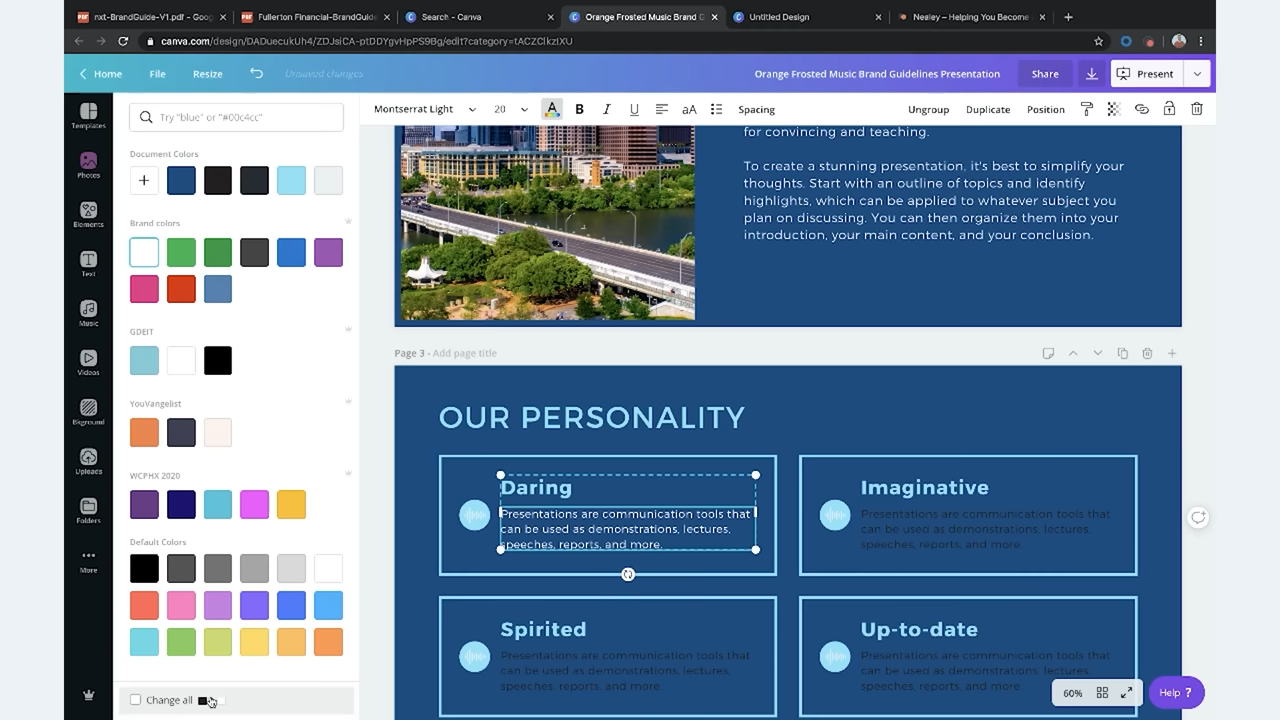 nxt-BrandGuide-V1.pdf - Goog
Fullerton Financial-BrandGuide
Search - Canva
Orange Frosted Music Brand G
Untitled Design
Nealey – Helping You Become
canva.com/design/DADuecukUh4/ZDJsiCA-ptDDYgvHpPS9Bg/edit?category=tACZCIkzIXU
Home
File
Resize
Unsaved changes
Orange Frosted Music Brand Guidelines Presentation
Share
Present
Montserrat Light
20
A
B
I
U
aA
Spacing
Ungroup
Duplicate
Position
Templates
Photos
Elements
Text
Music
Videos
Bkground
Uploads
Folders
More
Try "blue" or "#00c4cc"
Document Colors
Brand colors
GDEIT
YouVangelist
WCPHX 2020
Default Colors
Change all
for convincing and teaching.
To create a stunning presentation, it's best to simplify your
thoughts. Start with an outline of topics and identify
highlights, which can be applied to whatever subject you
plan on discussing. You can then organize them into your
introduction, your main content, and your conclusion.
Page 3 - Add page title
OUR PERSONALITY
Daring
Presentations are communication tools that
can be used as demonstrations, lectures,
speeches, reports, and more.
Imaginative
Presentations are communication tools that
can be used as demonstrations, lectures,
speeches, reports, and more.
Spirited
Presentations are communication tools that
can be used as demonstrations, lectures,
speeches, reports, and more.
Up-to-date
Presentations are communication tools that
can be used as demonstrations, lectures,
speeches, reports, and more.
60%
Help ?